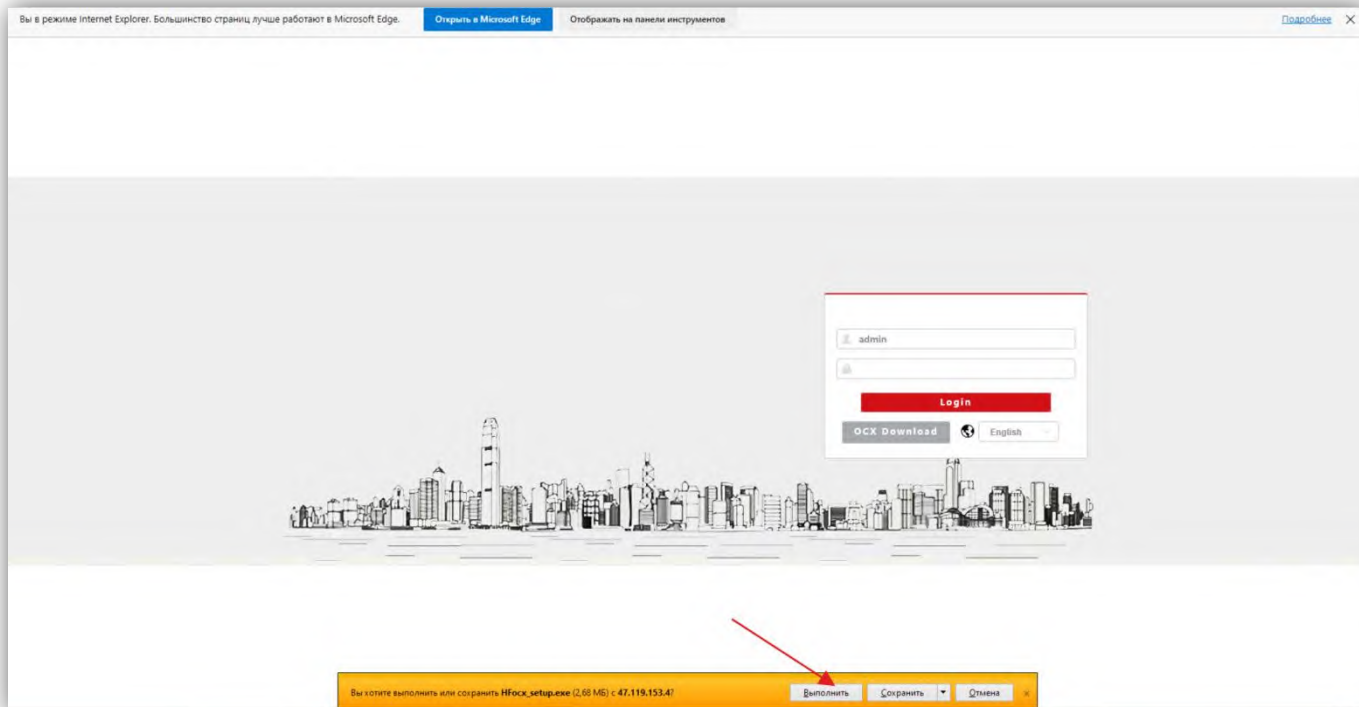 Вы в режиме Internet Explorer. Большинство страниц лучше работают в Microsoft Edge. Открыть в Microsoft Edge Отображать на панели инструментов Подробнее
admin
Login
OCX Download English
Вы хотите выполнить или сохранить HFocx_setup.exe (2,68 МБ) с 47.119.153.4? Выполнить Сохранить Отмена